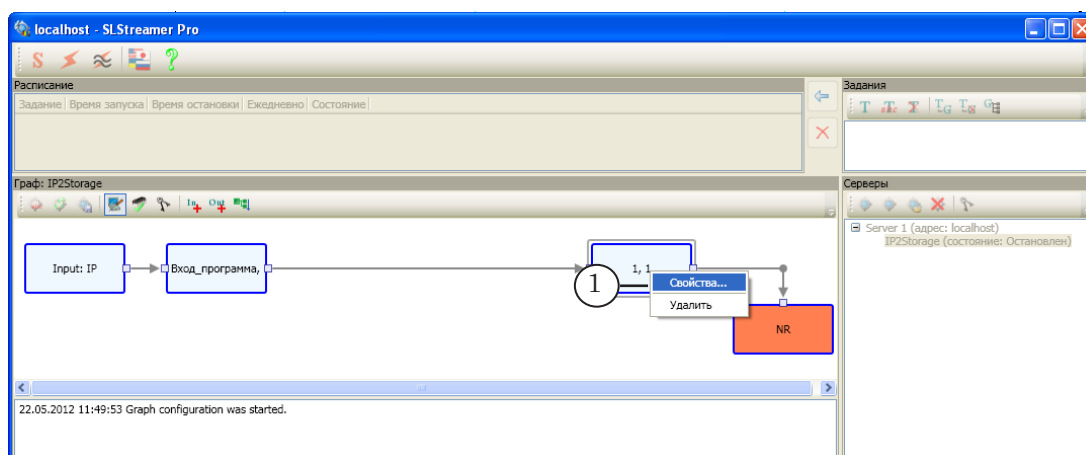 localhost - SLStreamer Pro
Расписание
Задание Время запуска Время остановки Ежедневно Состояние
Задания
Граф: IP2Storage
Серверы
Server 1 (адрес: localhost)
IP2Storage (состояние: Остановлен)
Input: IP
Вход_программа,
1, 1
1
Свойства...
Удалить
NR
22.05.2012 11:49:53 Graph configuration was started.